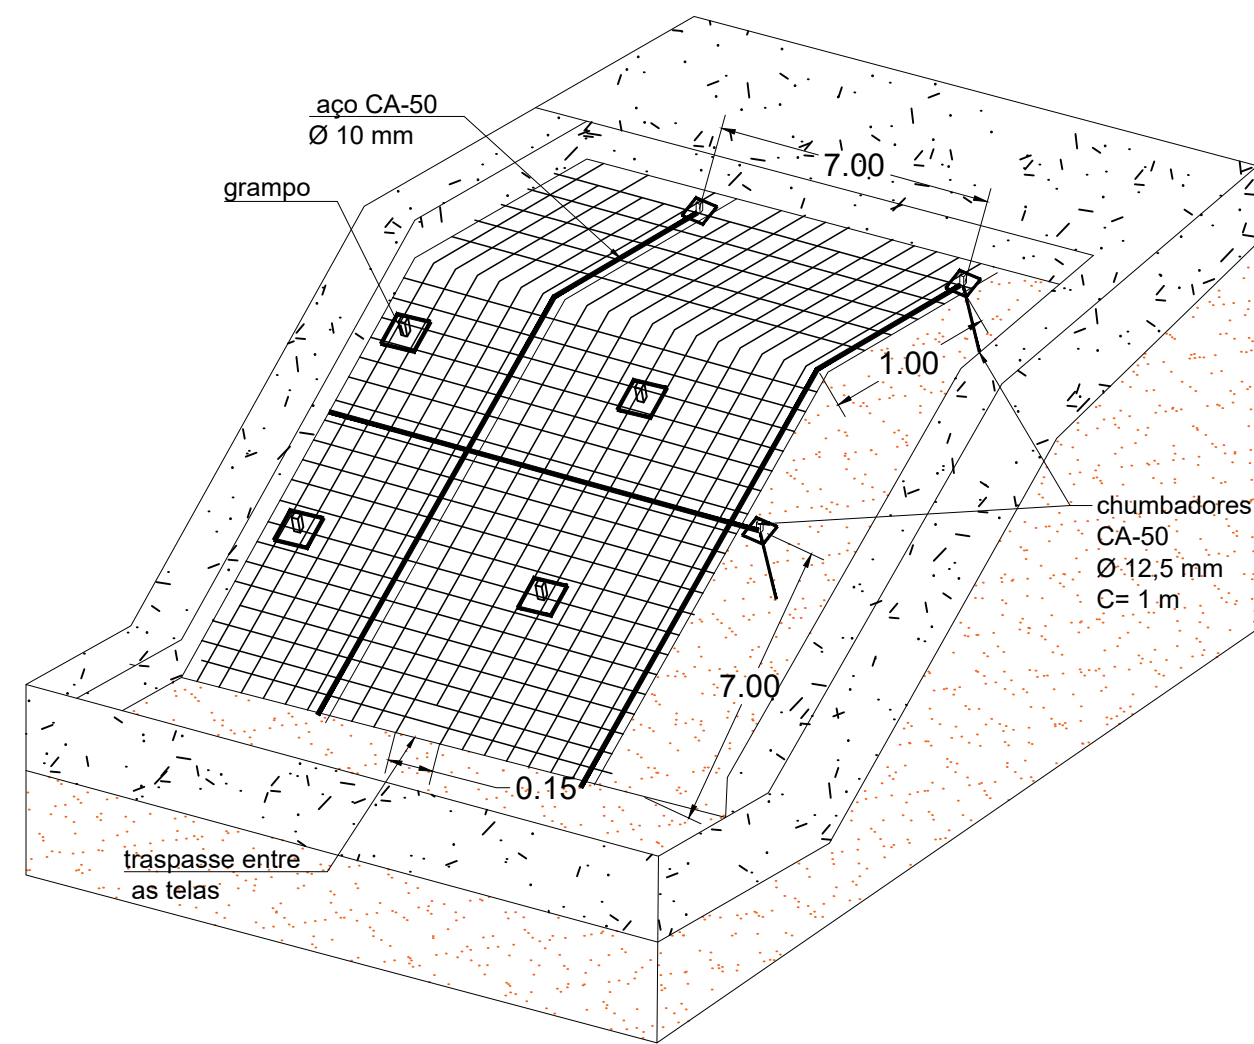 aço CA-50
Ø 10 mm
7.00
grampo
1.00
chumbadores
CA-50
Ø 12,5 mm
C= 1 m
7.00
0.15
traspasse entre
as telas